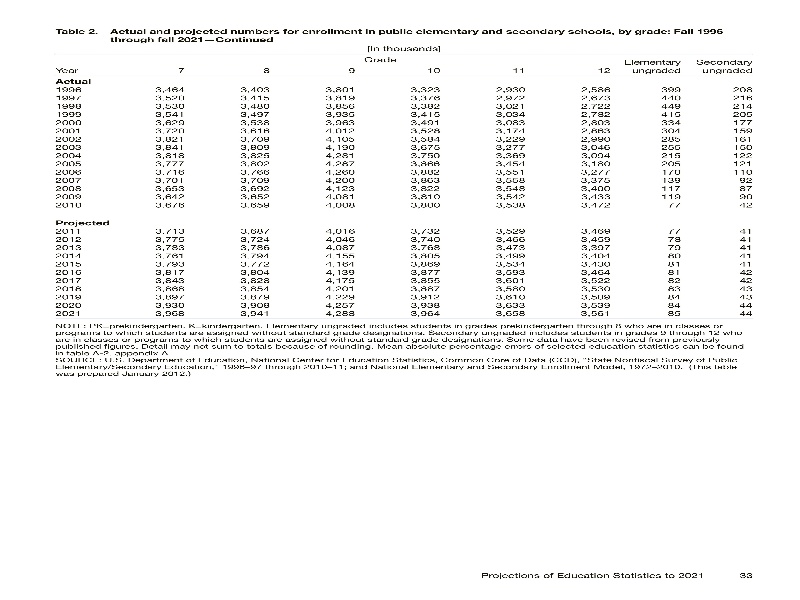 Table 2. Actual and projected numbers for enrollment in public elementary and secondary schools, by grade: Fall 1996
through fall 2021—Continued
[In thousands]
Grade
Elementary Secondary
Year 7 8 9 10 11 12 ungraded ungraded
Actual
1996 3,464 3,403 3,801 3,323 2,930 2,586 399 208
1997 3,520 3,415 3,819 3,376 2,972 2,673 440 216
1998 3,530 3,480 3,856 3,382 3,021 2,722 449 214
1999 3,541 3,497 3,935 3,415 3,034 2,782 415 205
2000 3,629 3,538 3,963 3,491 3,083 2,803 334 177
2001 3,720 3,616 4,012 3,528 3,174 2,863 304 159
2002 3,821 3,709 4,105 3,584 3,229 2,990 285 161
2003 3,841 3,809 4,190 3,675 3,277 3,046 255 150
2004 3,818 3,825 4,281 3,750 3,369 3,094 215 122
2005 3,777 3,802 4,287 3,866 3,454 3,180 205 121
2006 3,716 3,766 4,260 3,882 3,551 3,277 170 110
2007 3,701 3,709 4,200 3,863 3,558 3,375 139 92
2008 3,653 3,692 4,123 3,822 3,548 3,400 117 87
2009 3,642 3,652 4,081 3,810 3,542 3,433 119 90
2010 3,676 3,659 4,008 3,800 3,538 3,472 77 42
Projected
2011 3,713 3,687 4,016 3,732 3,529 3,469 77 41
2012 3,775 3,724 4,046 3,740 3,466 3,459 78 41
2013 3,783 3,786 4,087 3,768 3,473 3,397 79 41
2014 3,761 3,794 4,155 3,805 3,499 3,404 80 41
2015 3,793 3,772 4,164 3,869 3,534 3,430 81 41
2016 3,817 3,804 4,139 3,877 3,593 3,464 81 42
2017 3,843 3,828 4,175 3,855 3,601 3,522 82 42
2018 3,868 3,854 4,201 3,887 3,580 3,530 83 43
2019 3,897 3,879 4,229 3,912 3,610 3,509 84 43
2020 3,930 3,908 4,257 3,938 3,633 3,539 84 44
2021 3,968 3,941 4,288 3,964 3,658 3,561 85 44
NOTE: PK=prekindergarten. K=kindergarten. Elementary ungraded includes students in grades prekindergarten through 8 who are in classes or
programs to which students are assigned without standard grade designations. Secondary ungraded includes students in grades 9 through 12 who
are in classes or programs to which students are assigned without standard grade designations. Some data have been revised from previously
published figures. Detail may not sum to totals because of rounding. Mean absolute percentage errors of selected education statistics can be found
in table A-2, appendix A.
SOURCE: U.S. Department of Education, National Center for Education Statistics, Common Core of Data (CCD), "State Nonfiscal Survey of Public
Elementary/Secondary Education," 1996–97 through 2010–11; and National Elementary and Secondary Enrollment Model, 1972–2010. (This table
was prepared January 2012.)
Projections of Education Statistics to 2021 33